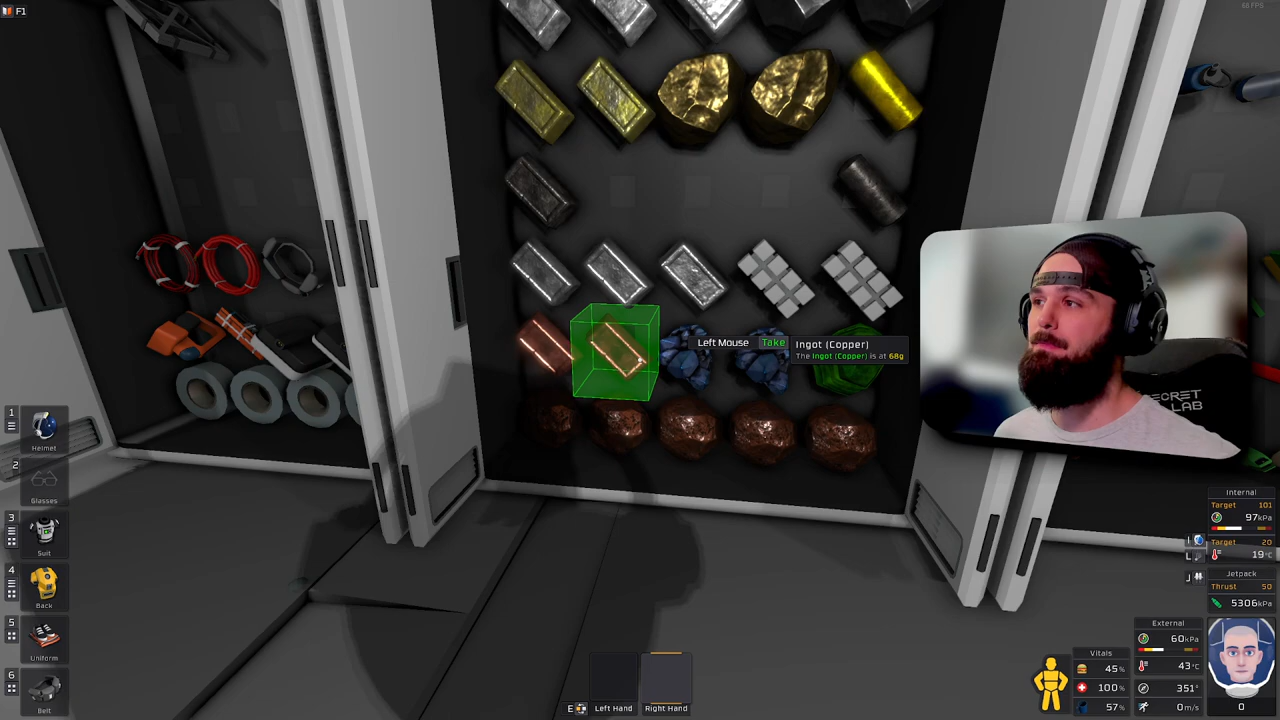 F1
68 FPS
Left Mouse Take
Ingot (Copper)
The Ingot (Copper) is at 68g
SECRET
LAB
1
Helmet
2
Glasses
3
Suit
4
Back
5
Uniform
6
Belt
E
Left Hand
Right Hand
Internal
Target 101
97kPa
Target 20
19°C
Jetpack
Thrust 50
5306kPa
External
60kPa
43°C
351°
0m/s
Vitals
45%
100%
57%
0